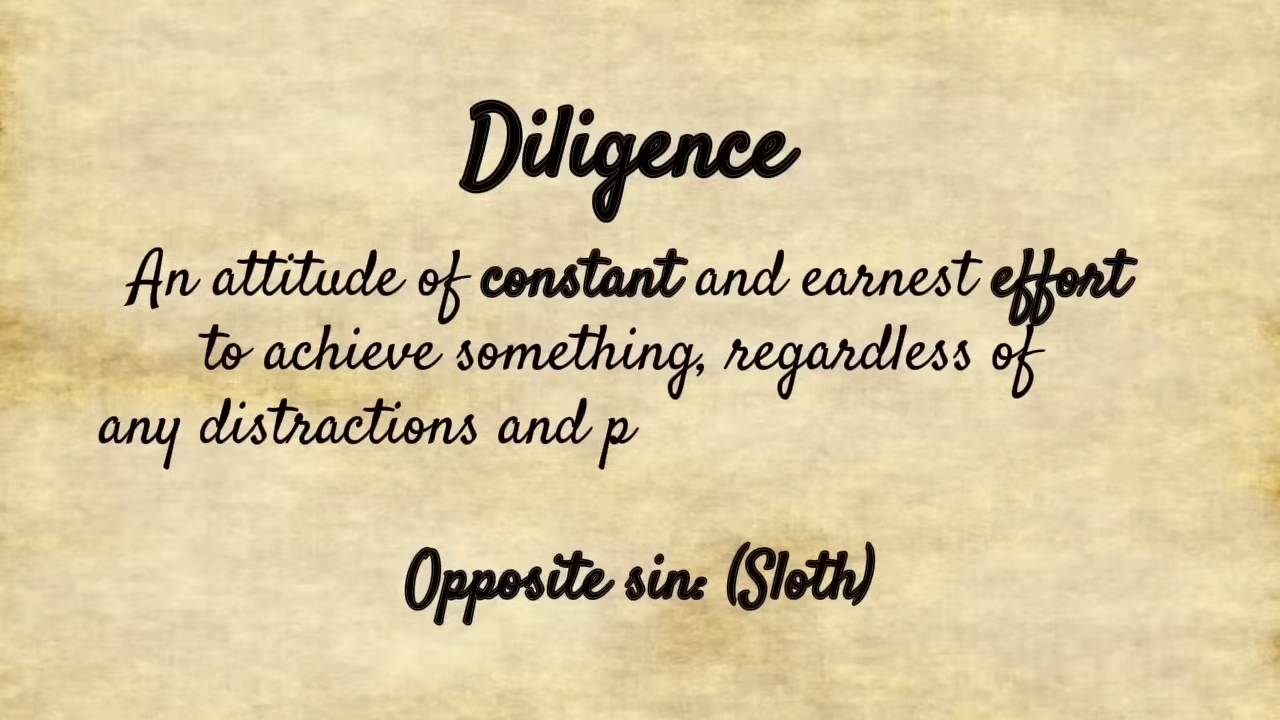 Diligence
An attitude of constant and earnest effort
to achieve something, regardless of
any distractions and p
Opposite sin: (Sloth)